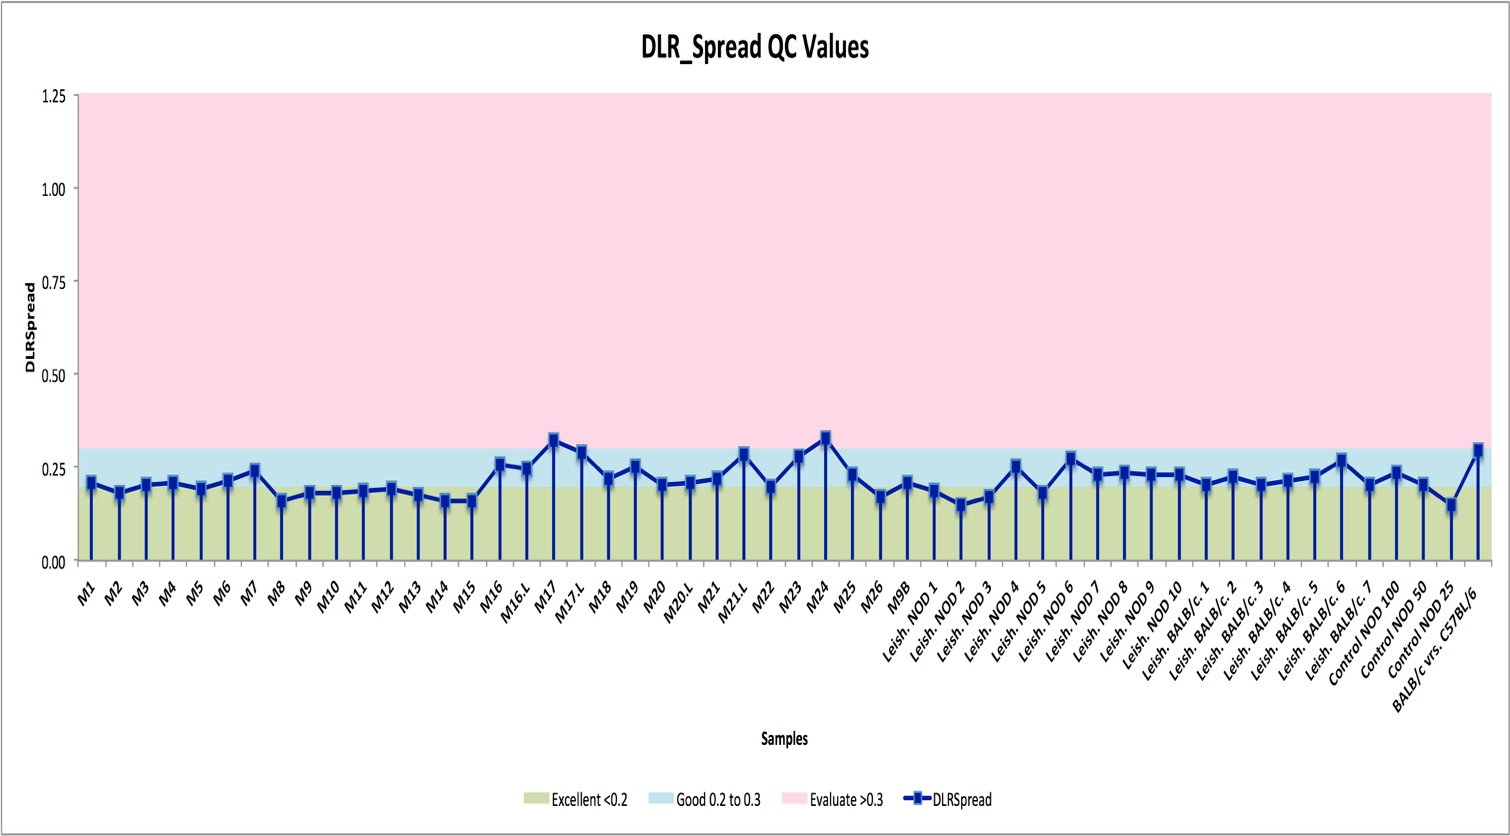 DLR_Spread QC Values
1.25
1.00
0.75
0.50
0.25
0.00
DLRSpread
M1
M2
M3
M4
M5
M6
M7
M8
M9
M10
M11
M12
M13
M14
M15
M16
M16.L
M17
M17.L
M18
M19
M20
M20.L
M21
M21.L
M22
M23
M24
M25
M26
M9B
Leish. NOD 1
Leish. NOD 2
Leish. NOD 3
Leish. NOD 4
Leish. NOD 5
Leish. NOD 6
Leish. NOD 7
Leish. NOD 8
Leish. NOD 9
Leish. NOD 10
Leish. BALB/c. 1
Leish. BALB/c. 2
Leish. BALB/c. 3
Leish. BALB/c. 4
Leish. BALB/c. 5
Leish. BALB/c. 6
Leish. BALB/c. 7
Control NOD 100
Control NOD 50
Control NOD 25
BALB/c vrs. C57BL/6
Samples
Excellent <0.2 Good 0.2 to 0.3 Evaluate >0.3 DLRSpread